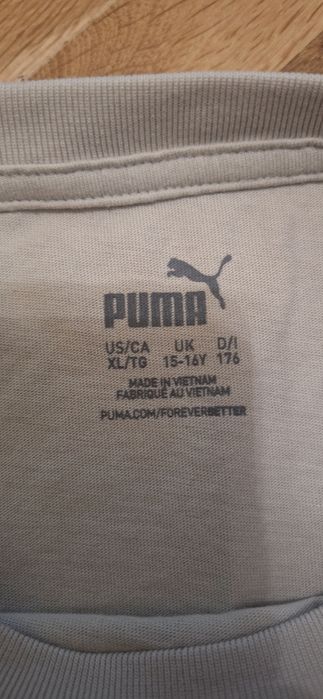 PUMA
US/CA UK D/I
XL/TG 15-16Y 176
MADE IN VIETNAM
FABRIQUÉ AU VIETNAM
PUMA.COM/FOREVERBETTER